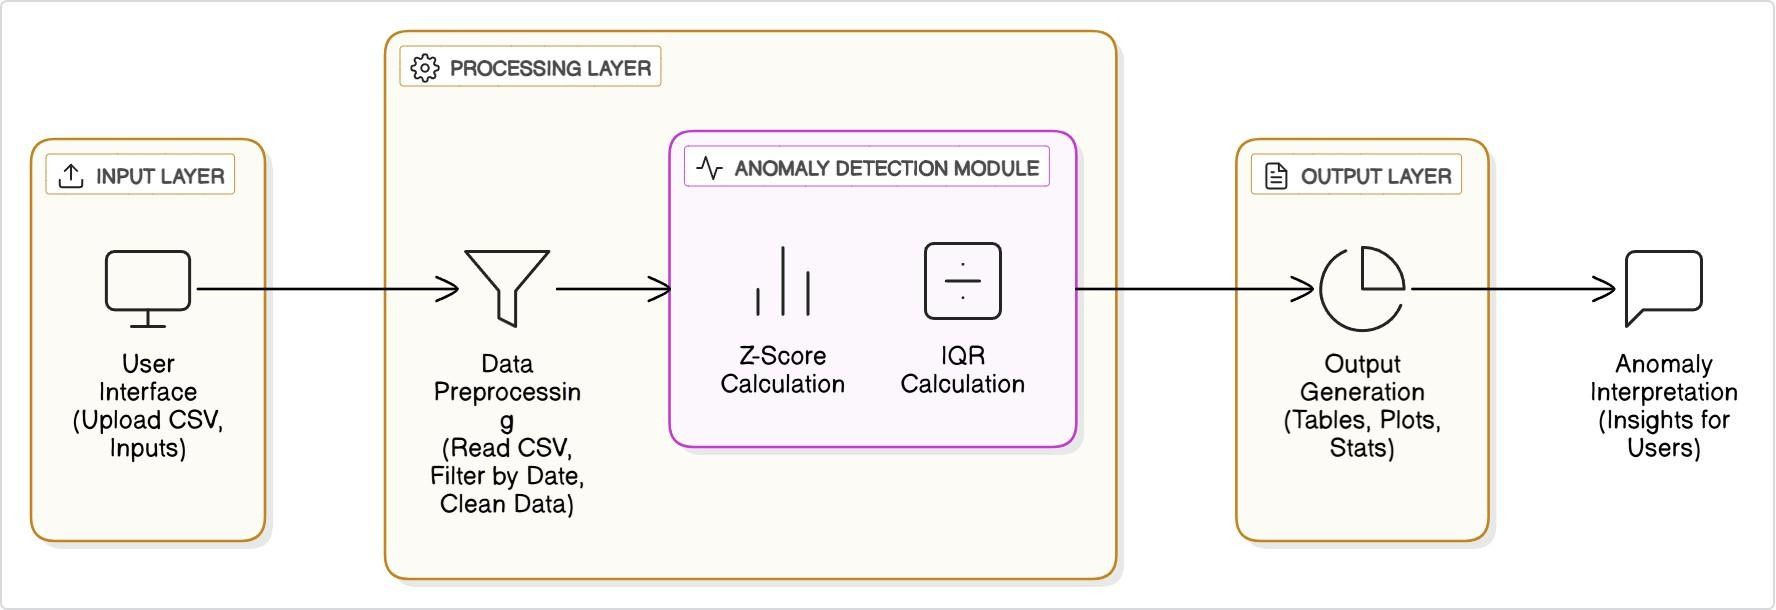 PROCESSING LAYER
INPUT LAYER
ANOMALY DETECTION MODULE
OUTPUT LAYER
User
Interface
(Upload CSV,
Inputs)
Data
Preprocessin
g
(Read CSV,
Filter by Date,
Clean Data)
Z-Score
Calculation
IQR
Calculation
Output
Generation
(Tables, Plots,
Stats)
Anomaly
Interpretation
(Insights for
Users)